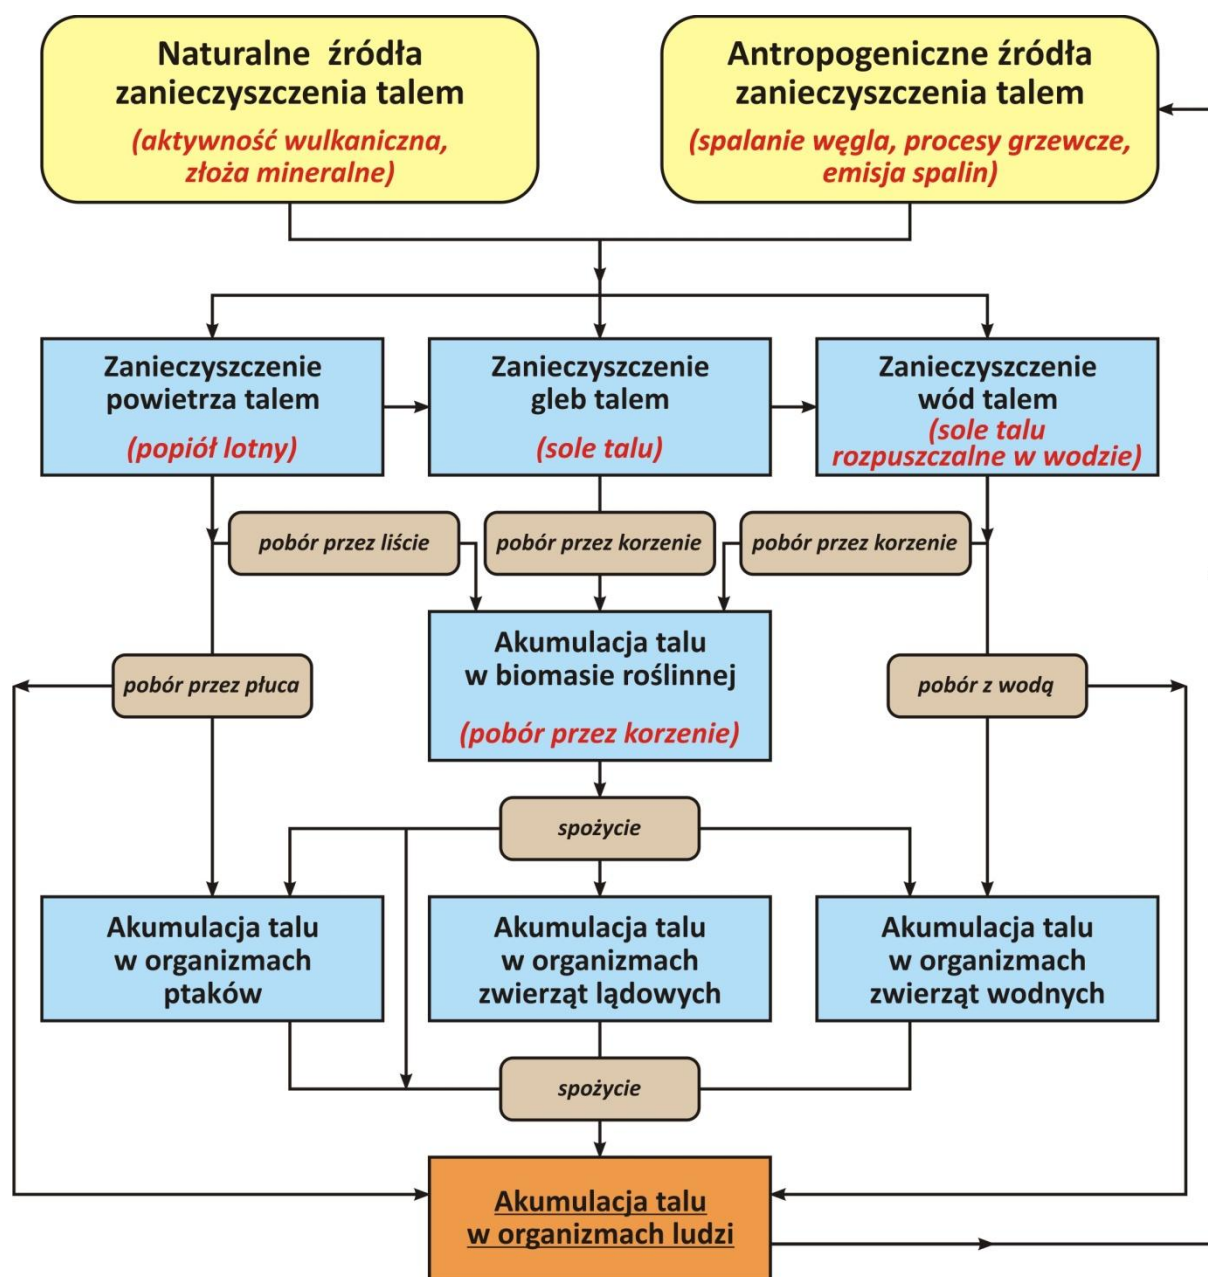 Naturalne źródła
zanieczyszczenia talem
(aktywność wulkaniczna,
złoża mineralne)
Antropogeniczne źródła
zanieczyszczenia talem
(spalanie węgla, procesy grzewcze,
emisja spalin)
Zanieczyszczenie
powietrza talem
(popiół lotny)
Zanieczyszczenie
gleb talem
(sole talu)
Zanieczyszczenie
wód talem
(sole talu
rozpuszczalne w wodzie)
pobór przez liście
pobór przez korzenie
pobór przez korzenie
Akumulacja talu
w biomasie roślinnej
(pobór przez korzenie)
pobór przez płuca
pobór z wodą
spożycie
Akumulacja talu
w organizmach
ptaków
Akumulacja talu
w organizmach
zwierząt lądowych
Akumulacja talu
w organizmach
zwierząt wodnych
spożycie
Akumulacja talu
w organizmach ludzi